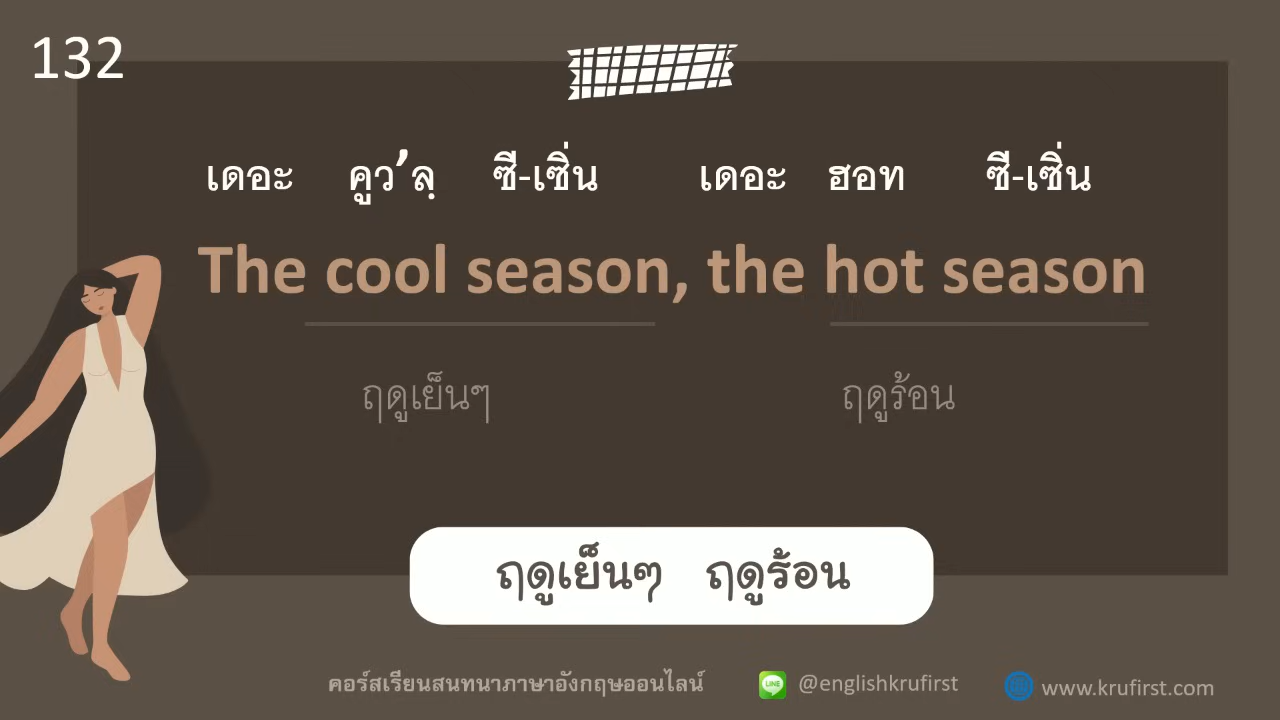 132
เดอะ คูว’ลฺ ซี-เซิ่น เดอะ ฮอท ซี-เซิ่น
The cool season, the hot season
ฤดูเย็นๆ ฤดูร้อน
ฤดูเย็นๆ ฤดูร้อน
คอร์สเรียนสนทนาภาษาอังกฤษออนไลน์ LINE @englishkrufirst www.krufirst.com